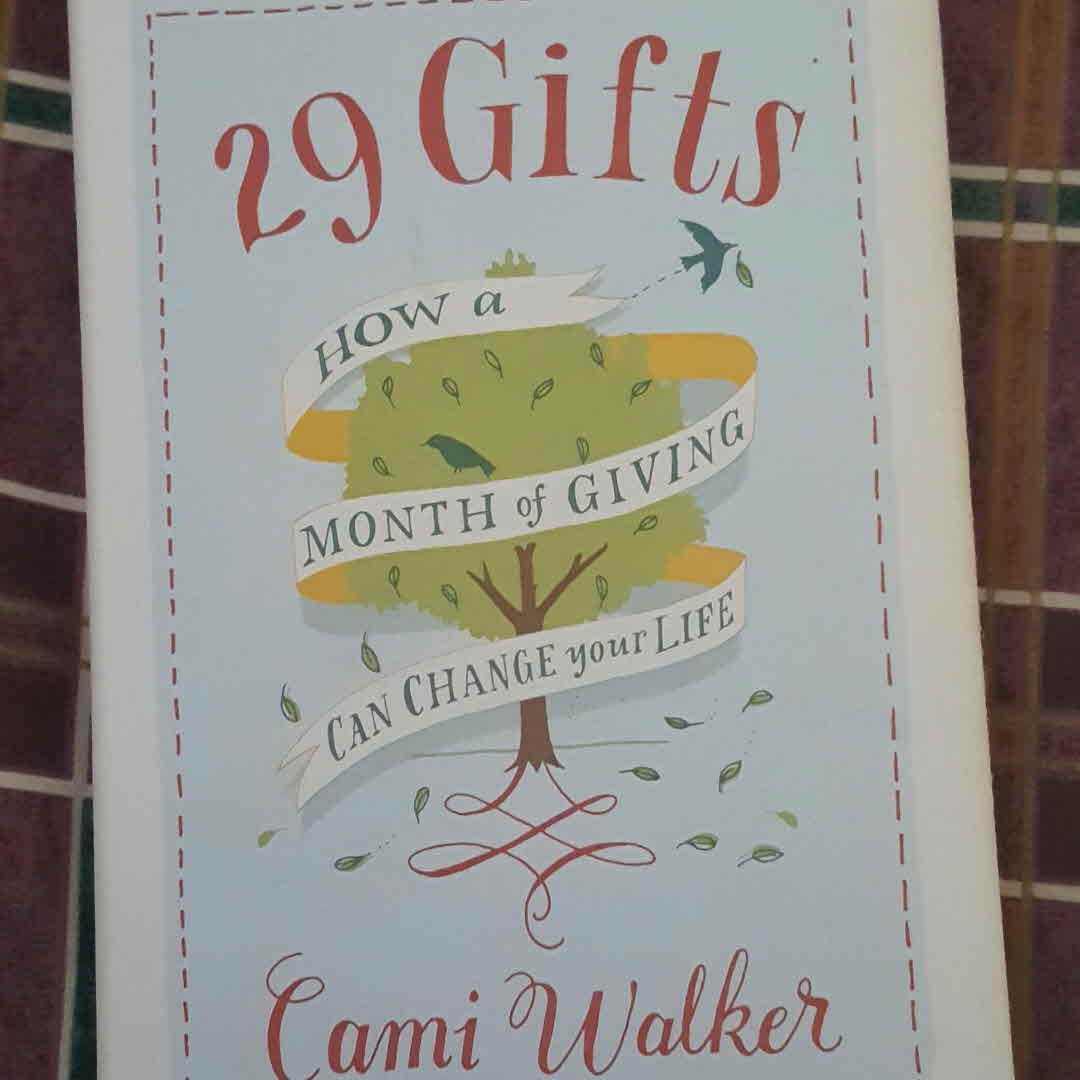 29 Gifts
HOW a
MONTH of GIVING
CAN CHANGE your LIFE
Cami Walker